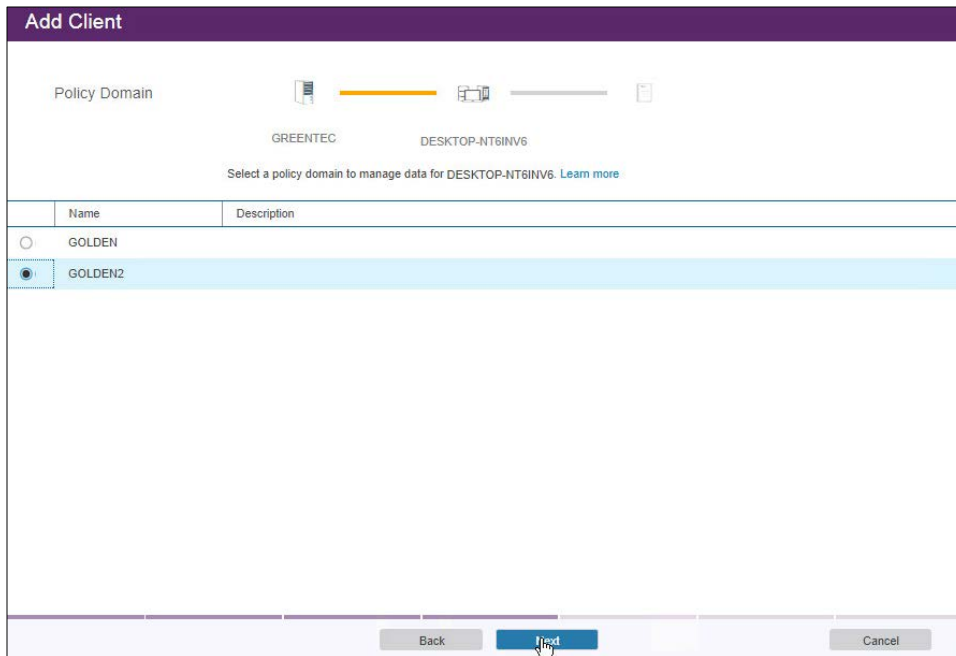 Add Client
Policy Domain
GREENTEC
DESKTOP-NT6INV6
Select a policy domain to manage data for DESKTOP-NT6INV6. Learn more
Name Description
GOLDEN
GOLDEN2
Back Next Cancel